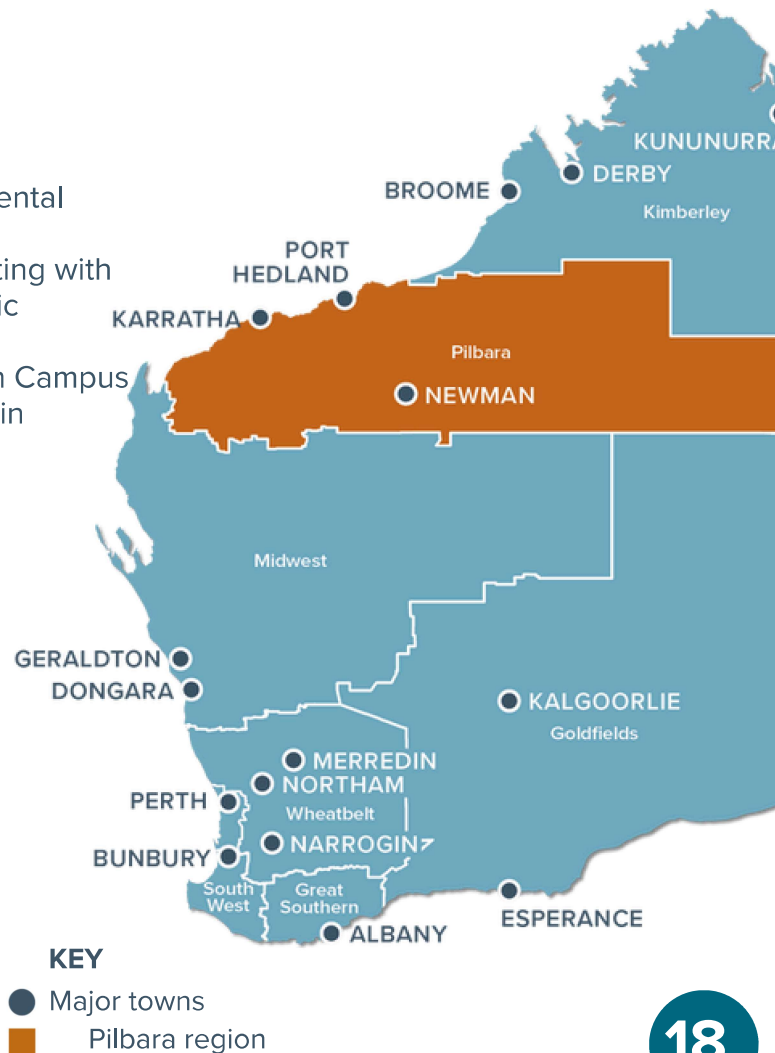 ental
ting with
ic
n Campus
in
KUNUNURRA
DERBY
BROOME
Kimberley
PORT
HEDLAND
KARRATHA
Pilbara
NEWMAN
Midwest
GERALDTON
DONGARA
KALGOORLIE
Goldfields
MERREDIN
NORTHAM
PERTH
Wheatbelt
NARROGIN
BUNBURY
South
West
Great
Southern
ESPERANCE
ALBANY
KEY
Major towns
Pilbara region
18